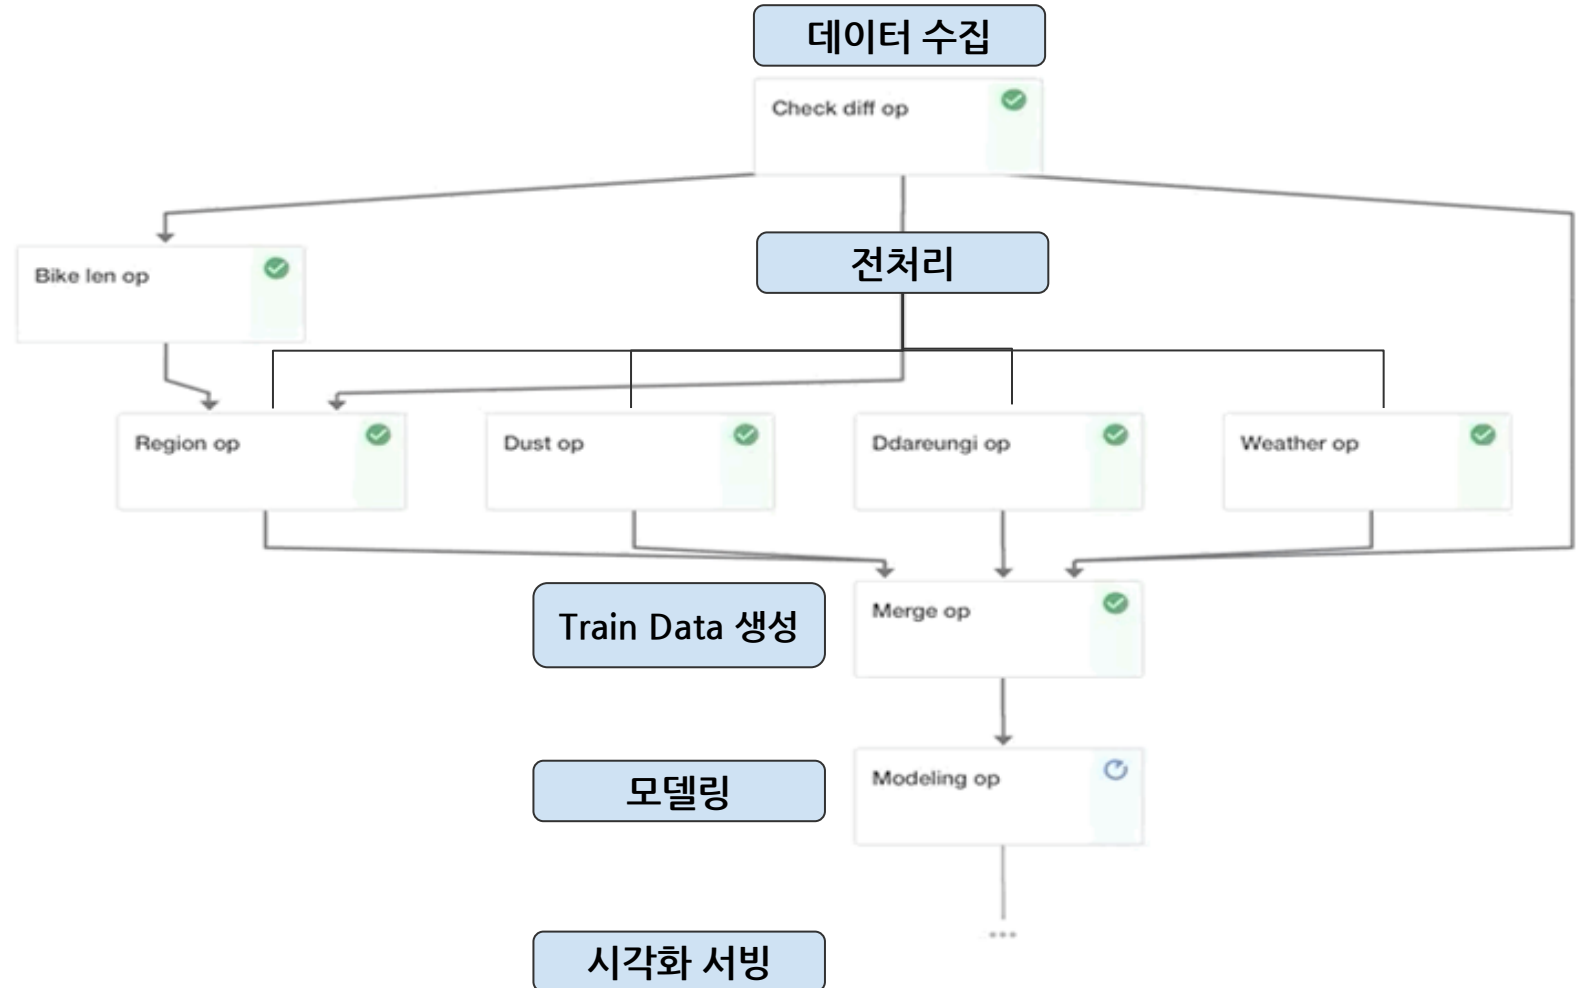 데이터 수집
Check diff op
전처리
Bike len op
Region op
Dust op
Ddareungi op
Weather op
Train Data 생성
Merge op
모델링
Modeling op
...
시각화 서빙